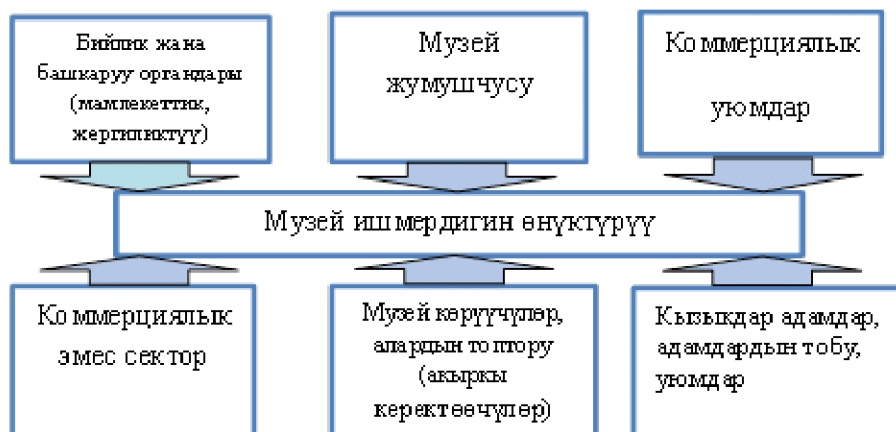 Бийлик жана
башкаруу органдары
(мамлекеттик,
жергиликтүү)
Музей
жумушчусу
Коммерциялык
уюмдар
Музей ишмердигин өнүктүрүү
Коммерциялык
эмес сектор
Музей көрүүчүлөр,
алардын топтору
(акыркы
керектөөчүлөр)
Кызыкдар адамдар,
адамдардын тобу,
уюмдар